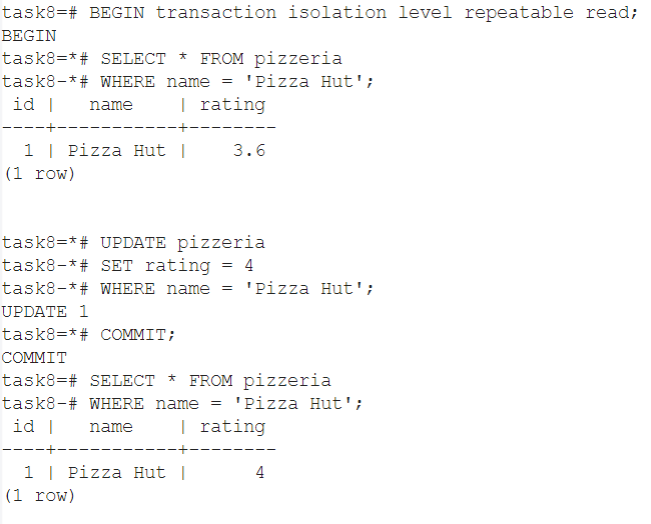 task8=# BEGIN transaction isolation level repeatable read;
BEGIN
task8=*# SELECT * FROM pizzeria
task8-*# WHERE name = 'Pizza Hut';
 id |   name    | rating
----+-----------+--------
  1 | Pizza Hut |    3.6
(1 row)
task8=*# UPDATE pizzeria
task8-*# SET rating = 4
task8-*# WHERE name = 'Pizza Hut';
UPDATE 1
task8=*# COMMIT;
COMMIT
task8=# SELECT * FROM pizzeria
task8-# WHERE name = 'Pizza Hut';
 id |   name    | rating
----+-----------+--------
  1 | Pizza Hut |      4
(1 row)